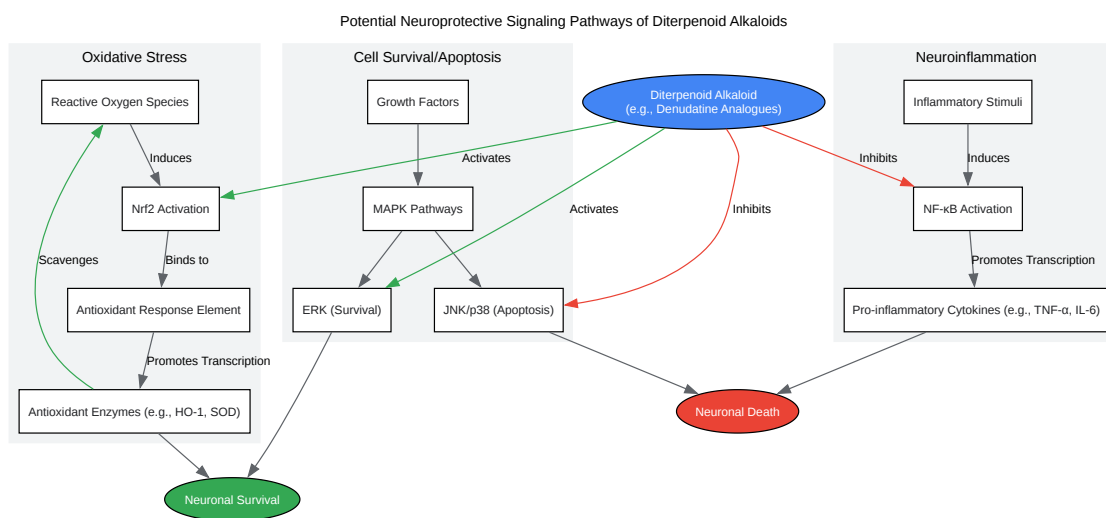 Potential Neuroprotective Signaling Pathways of Diterpenoid Alkaloids
Oxidative Stress
Cell Survival/Apoptosis
Neuroinflammation
Reactive Oxygen Species
Growth Factors
Diterpenoid Alkaloid
(e.g., Denudatine Analogues)
Inflammatory Stimuli
Induces
Activates
Inhibits
Induces
Nrf2 Activation
MAPK Pathways
Activates
Inhibits
NF-κB Activation
Scavenges
Binds to
Promotes Transcription
Antioxidant Response Element
ERK (Survival)
JNK/p38 (Apoptosis)
Pro-inflammatory Cytokines (e.g., TNF-α, IL-6)
Promotes Transcription
Antioxidant Enzymes (e.g., HO-1, SOD)
Neuronal Death
Neuronal Survival